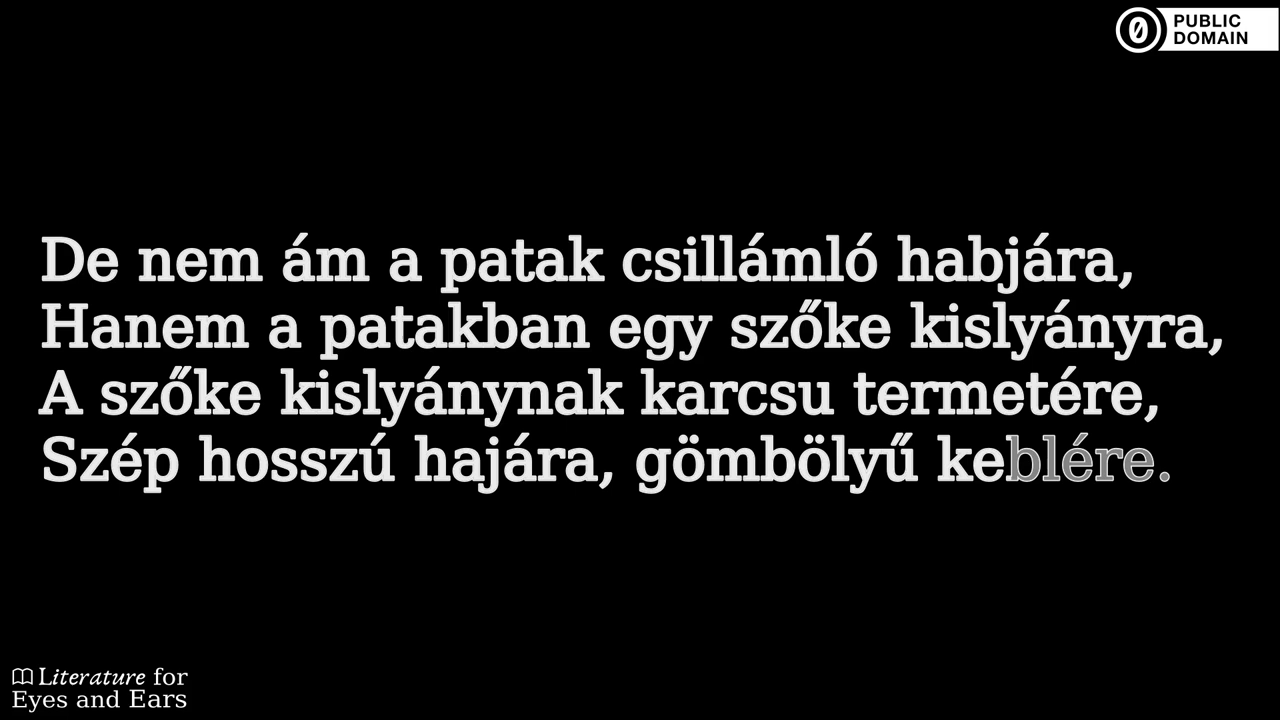 PUBLIC
DOMAIN
De nem ám a patak csillámló habjára,
Hanem a patakban egy szőke kislyányra,
A szőke kislyánynak karcsu termetére,
Szép hosszú hajára, gömbölyű keblére.
Literature for
Eyes and Ears